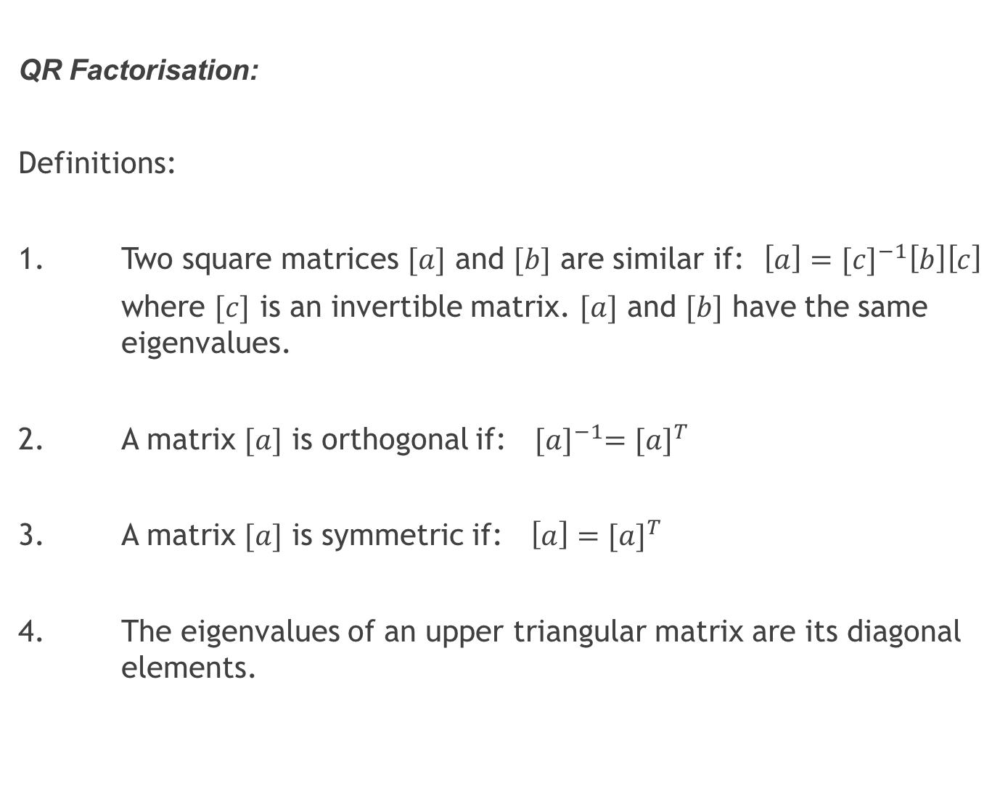 QR Factorisation:
Definitions:
1. Two square matrices [a] and [b] are similar if: [a] = [c]⁻¹[b][c]
where [c] is an invertible matrix. [a] and [b] have the same
eigenvalues.
2. A matrix [a] is orthogonal if: [a]⁻¹= [a]ᵀ
3. A matrix [a] is symmetric if: [a] = [a]ᵀ
4. The eigenvalues of an upper triangular matrix are its diagonal
elements.